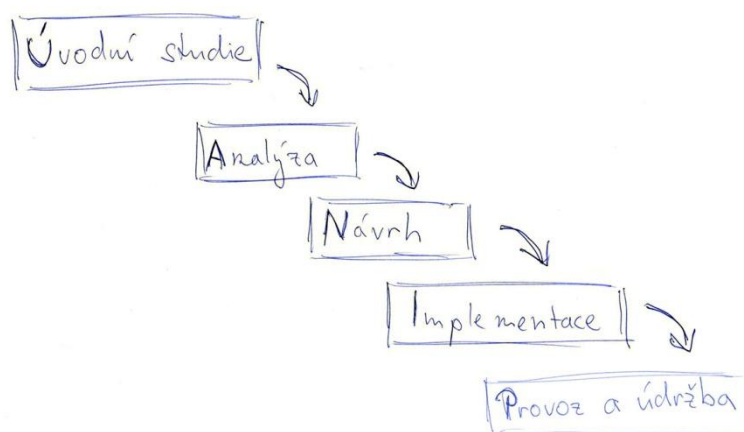 Úvodní studie
Analýza
Návrh
Implementace
Provoz a údržba